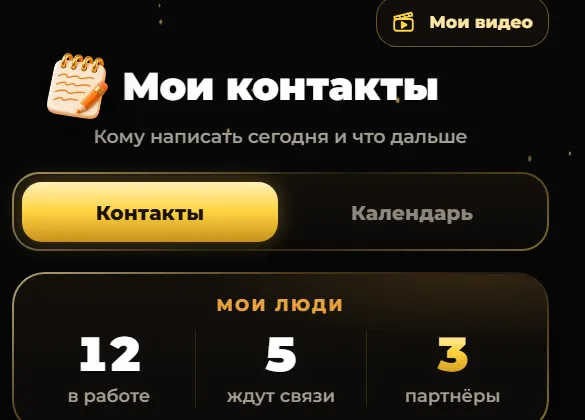 Мои видео
Мои контакты
Кому написать сегодня и что дальше
Контакты Календарь
МОИ ЛЮДИ
12 5 3
в работе ждут связи партнёры